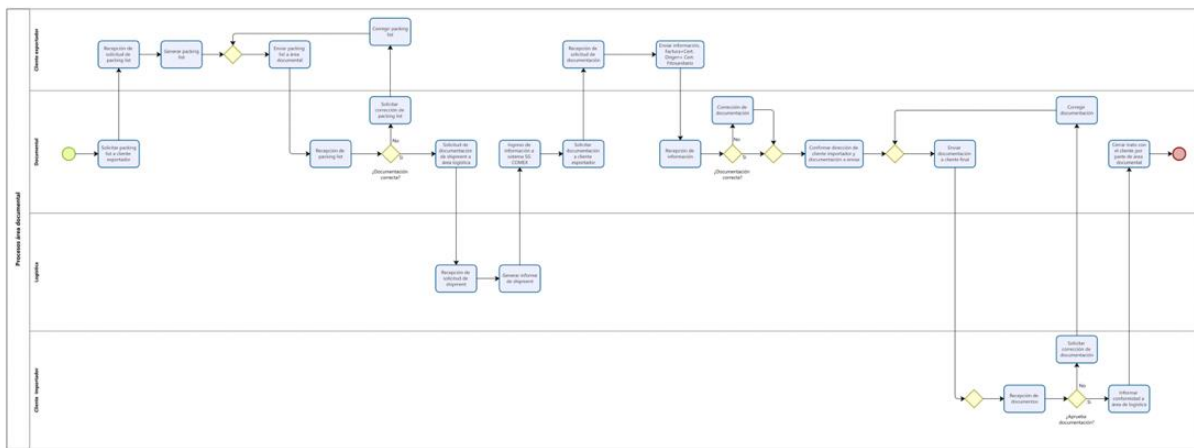 Procesos área documental
Cliente exportador
Recepción de
solicitud de
packing list
Generar packing
list
Enviar packing
list a área
documental
Corregir packing
list
Recepción de
solicitud de
documentación
Enviar información,
Factura+Cert.
Origen+ Cert.
Fitosanitario
Documental
Solicitar packing
list a cliente
exportador
Recepción de
packing list
Solicitar
corrección de
packing list
No
Si
¿Documentación
correcta?
Solicitud de
documentación
de shipment a
área logística
Ingreso de
información a
sistema SG
COMEX
Solicitar
documentación
a cliente
exportador
Recepción de
información
Corrección de
documentación
No
Si
¿Documentación
correcta?
Confirmar dirección de
cliente importador y
documentación a enviar
Enviar
documentación
a cliente final
Corregir
documentación
Cerrar trato con
el cliente por
parte de área
documental
Logística
Recepción de
solicitud de
shipment
Generar informe
de shipment
Cliente importador
Recepción de
documentos
Solicitar
corrección de
documentación
No
Si
¿Aprueba
documentación?
Informar
conformidad a
área de logística